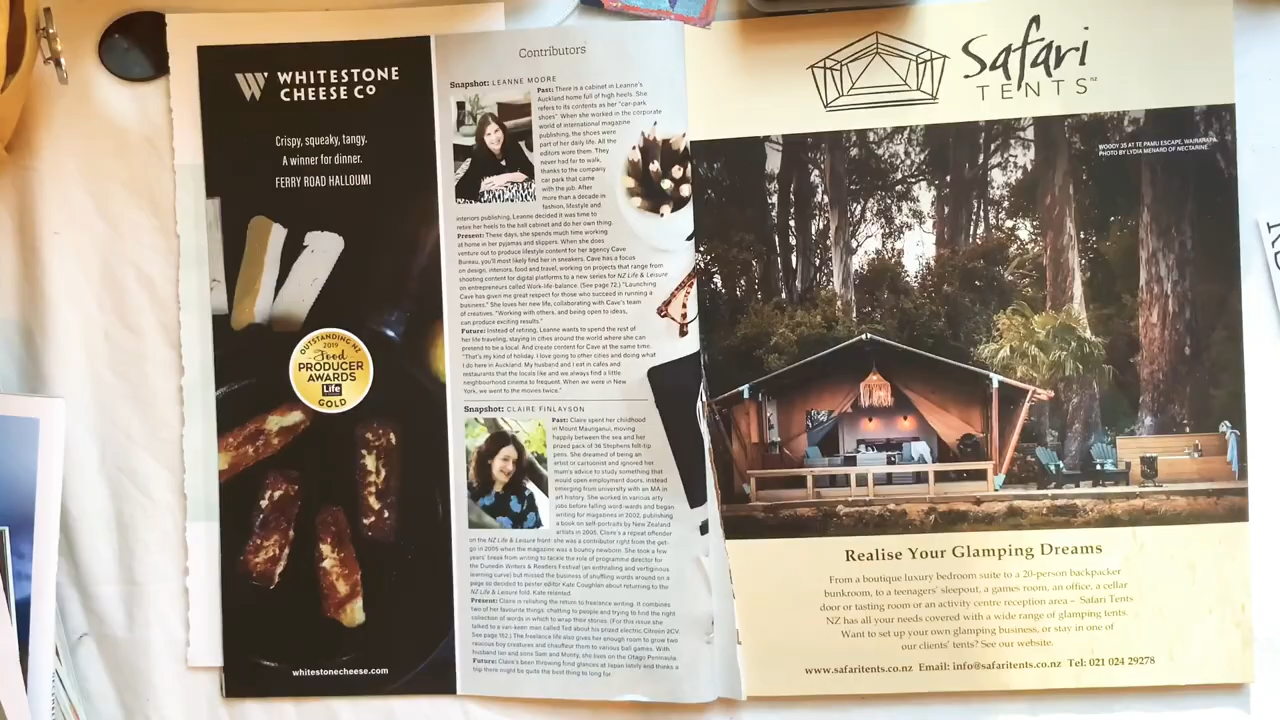 WHITESTONE
CHEESE CO
Crispy, squeaky, tangy.
A winner for dinner.
FERRY ROAD HALLOUMI
OUTSTANDING NZ
2019
Food
PRODUCER
AWARDS
Life
GOLD
whitestonecheese.com
Contributors
Snapshot: LEANNE MOORE
Past: There is a cabinet in Leanne's
Auckland home full of high heels. She
refers to its contents as her "car-park
shoes". When she worked in the corporate
world of international magazine
publishing, the shoes were
part of her daily life. All the
editors wore them. They
never had far to walk,
thanks to the company
car park that came
with the job. After
more than a decade in
fashion, lifestyle and
interiors publishing, Leanne decided it was time to
retire her heels to the hall cabinet and do her own thing.
Present: These days, she spends much time working
at home in her pyjamas and slippers. When she does
venture out to produce lifestyle content for her agency Cave
Bureau, you'll most likely find her in sneakers. Cave has a focus
on design, interiors, food and travel, working on projects that range from
shooting content for digital platforms to a new series for NZ Life & Leisure
on entrepreneurs called Work-life-balance. (See page 72.) "Launching
Cave has given me great respect for those who succeed in running a
business." She loves her new life, collaborating with Cave's team
of creatives. "Working with others, and being open to ideas,
can produce exciting results."
Future: Instead of retiring, Leanne wants to spend the rest of
her life traveling, staying in cities around the world where she can
pretend to be a local. And create content for Cave at the same time.
"That's my kind of holiday. I love going to other cities and doing what
I do here in Auckland. My husband and I eat in cafes and
restaurants that the locals like and we always find a little
neighbourhood cinema to frequent. When we were in New
York, we went to the movies twice."
Snapshot: CLAIRE FINLAYSON
Past: Claire spent her childhood
in Mount Maunganui, moving
happily between the sea and her
prized pack of 36 Stephens felt-tip
pens. She dreamed of being an
artist or cartoonist and ignored her
mum's advice to study something that
would open employment doors, instead
emerging from university with an MA in
art history. She worked in various arty
jobs before falling word-wards and began
writing for magazines in 2002, publishing
a book on self-portraits by New Zealand
artists in 2005. Claire's a repeat offender
on the NZ Life & Leisure front: she was a contributor right from the get-
go in 2005 when the magazine was a bouncy newborn. She took a few
years' break from writing to tackle the role of programme director for
the Dunedin Writers & Readers Festival (an enthralling and vertiginous
learning curve) but missed the business of shuffling words around on a
page so decided to pester editor Kate Coughlan about returning to the
NZ Life & Leisure fold. Kate relented.
Present: Claire is relishing the return to freelance writing. It combines
two of her favourite things: chatting to people and trying to find the right
collection of words in which to wrap their stories. (For this issue she
talked to a van-keen man called Ted about his prized electric Citroën 2CV.
See page 152.) The freelance life also gives her enough room to grow two
raucous boy creatures and chauffeur them to various ball games. With
husband Ian and sons Sam and Monty, she lives on the Otago Peninsula.
Future: Claire's been throwing fond glances at Japan lately and thinks a
trip there might be quite the best thing to long for.
Safari
TENTS NZ
WOODY 35 AT TE PAMU ESCAPE, WAIRARAPA.
PHOTO BY LYDIA MENARD OF NECTARINE.
Realise Your Glamping Dreams
From a boutique luxury bedroom suite to a 20-person backpacker
bunkroom, to a teenagers' sleepout, a games room, an office, a cellar
door or tasting room or an activity centre reception area – Safari Tents
NZ has all your needs covered with a wide range of glamping tents.
Want to set up your own glamping business, or stay in one of
our clients' tents? See our website.
www.safaritents.co.nz Email: info@safaritents.co.nz Tel: 021 024 29278